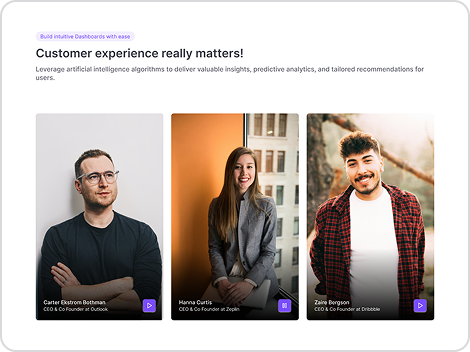 Build intuitive Dashboards with ease
Customer experience really matters!
Leverage artificial intelligence algorithms to deliver valuable insights, predictive analytics, and tailored recommendations for
users.
Carter Ekstrom Bothman
CEO & Co Founder at Outlook
Hanna Curtis
CEO & Co Founder at Zeplin
Zaire Bergson
CEO & Co Founder at Dribbble